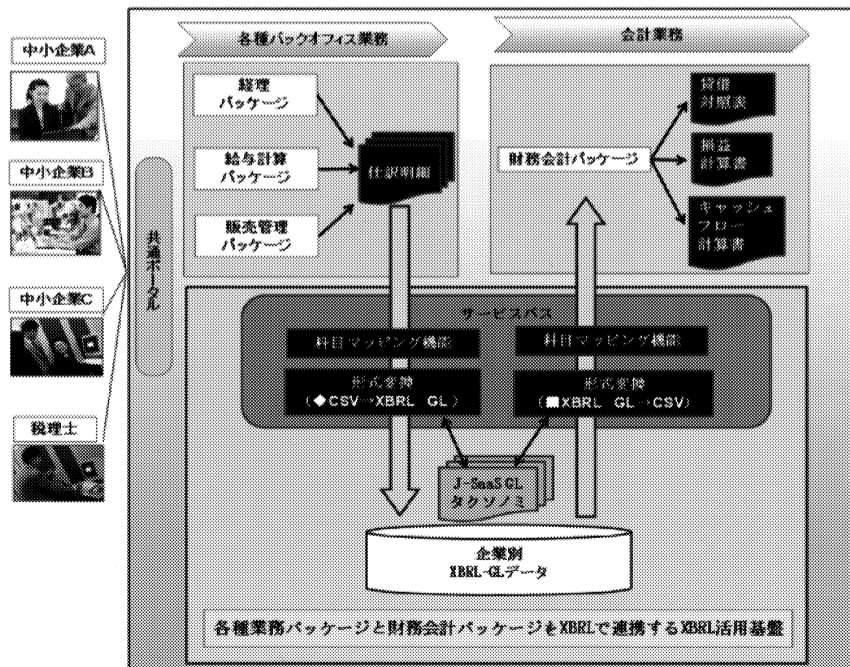 中小企業A
中小企業B
中小企業C
税理士
共通ポータル
各種バックオフィス業務
経理
パッケージ
給与計算
パッケージ
販売管理
パッケージ
仕訳明細
会計業務
財務会計パッケージ
貸借
対照表
損益
計算書
キャッシュ
フロー
計算書
サービスバス
科目マッピング機能
形式変換
(◆CSV→XBRL GL)
科目マッピング機能
形式変換
(■XBRL GL→CSV)
J-SaaS GL
タクソノミ
企業別
XBRL-GLデータ
各種業務パッケージと財務会計パッケージをXBRLで連携するXBRL活用基盤